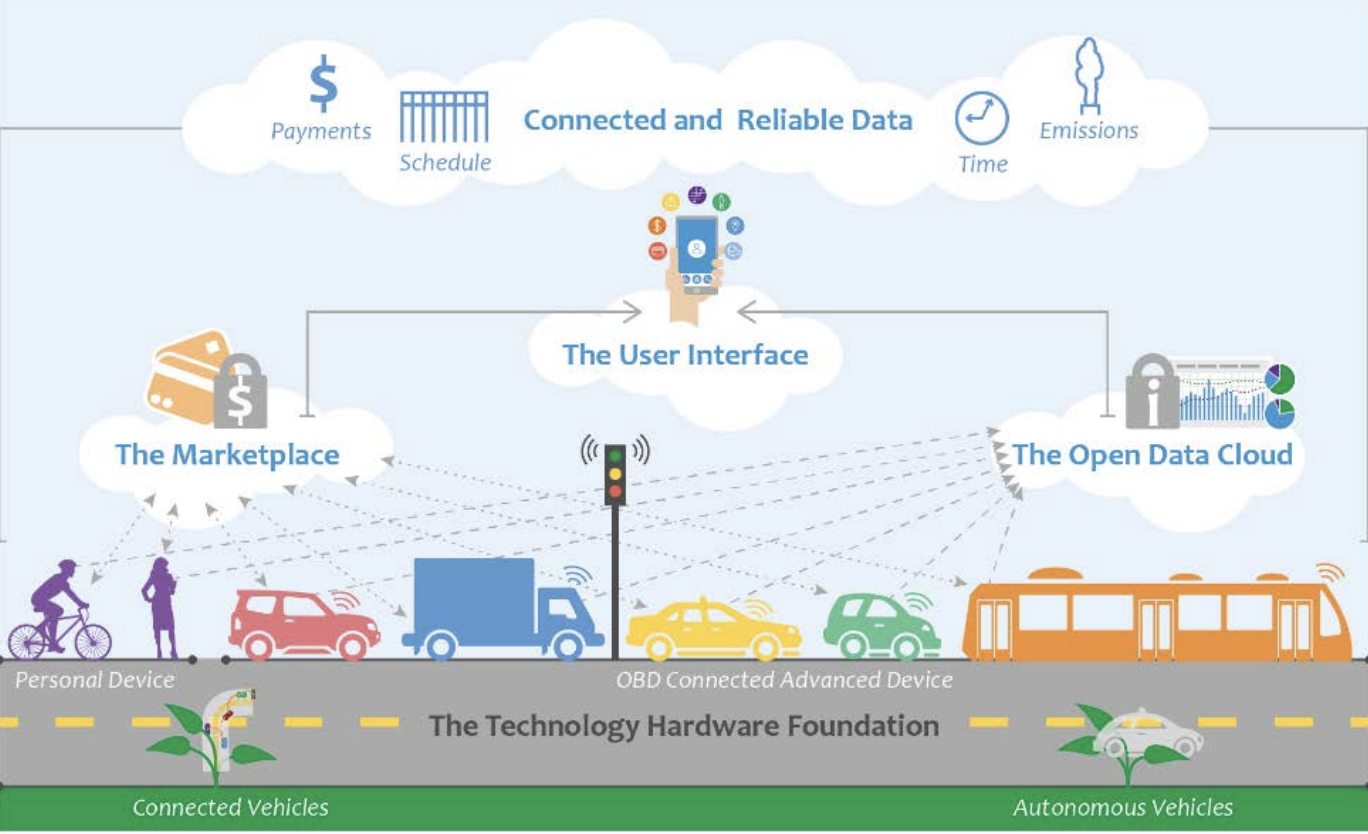 $
Payments
Schedule
Connected and Reliable Data
Time
Emissions
The User Interface
$
The Marketplace
i
The Open Data Cloud
Personal Device
OBD Connected Advanced Device
The Technology Hardware Foundation
Connected Vehicles
Autonomous Vehicles